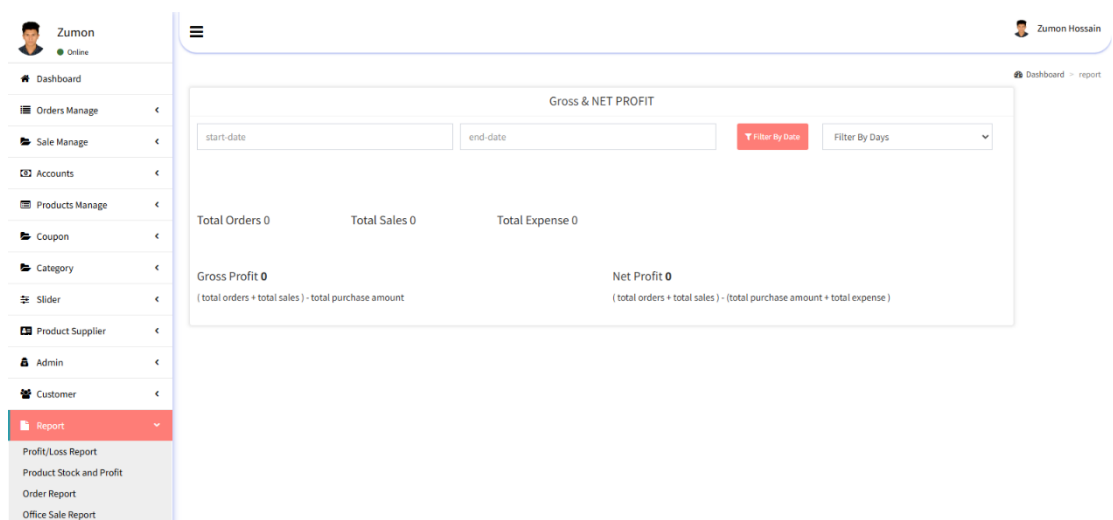 Zumon
Online
Zumon Hossain
Dashboard
Dashboard > report
Orders Manage
Sale Manage
Accounts
Products Manage
Coupon
Category
Slider
Product Supplier
Admin
Customer
Report
Profit/Loss Report
Product Stock and Profit
Order Report
Office Sale Report
Gross & NET PROFIT
start-date
end-date
Filter By Date
Filter By Days
Total Orders 0
Total Sales 0
Total Expense 0
Gross Profit 0
( total orders + total sales ) - total purchase amount
Net Profit 0
( total orders + total sales ) - (total purchase amount + total expense )